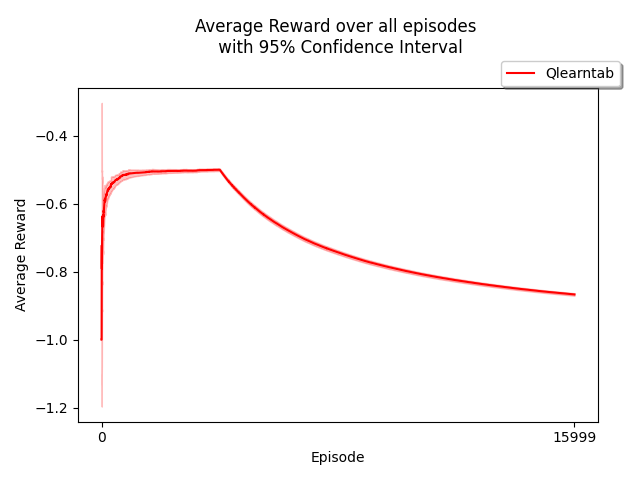 Average Reward over all episodes
with 95% Confidence Interval
Qlearntab
−0.4
−0.6
−0.8
−1.0
−1.2
Average Reward
0
15999
Episode